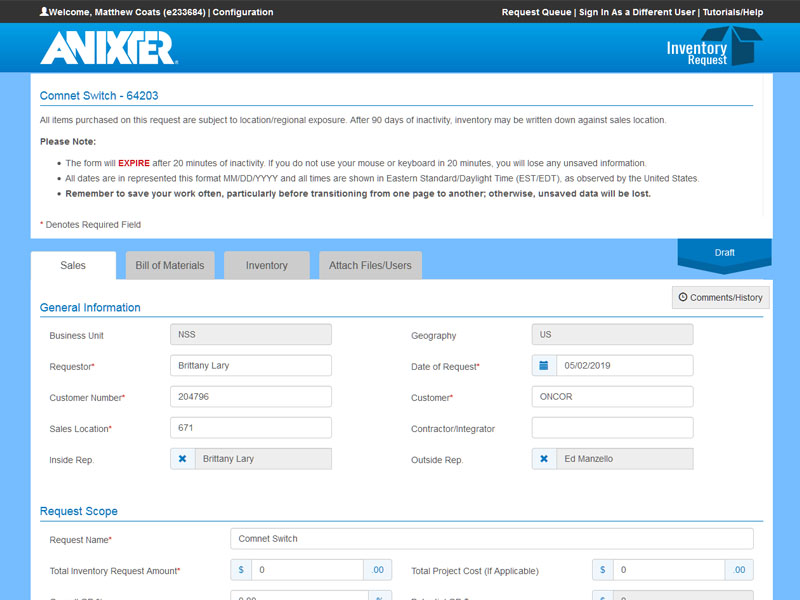 Welcome, Matthew Coats (e233684) | Configuration
Request Queue | Sign In As a Different User | Tutorials/Help
ANIXTER
Inventory
Request
Comnet Switch - 64203
All items purchased on this request are subject to location/regional exposure. After 90 days of inactivity, inventory may be written down against sales location.
Please Note:
• The form will EXPIRE after 20 minutes of inactivity. If you do not use your mouse or keyboard in 20 minutes, you will lose any unsaved information.
• All dates are in represented this format MM/DD/YYYY and all times are shown in Eastern Standard/Daylight Time (EST/EDT), as observed by the United States.
• Remember to save your work often, particularly before transitioning from one page to another; otherwise, unsaved data will be lost.
* Denotes Required Field
Draft
Sales Bill of Materials Inventory Attach Files/Users
Comments/History
General Information
Business Unit NSS Geography US
Requestor* Brittany Lary Date of Request* 05/02/2019
Customer Number* 204796 Customer* ONCOR
Sales Location* 671 Contractor/Integrator
Inside Rep. Brittany Lary Outside Rep. Ed Manzello
Request Scope
Request Name* Comnet Switch
Total Inventory Request Amount* $ 0 .00 Total Project Cost (If Applicable) $ 0 .00